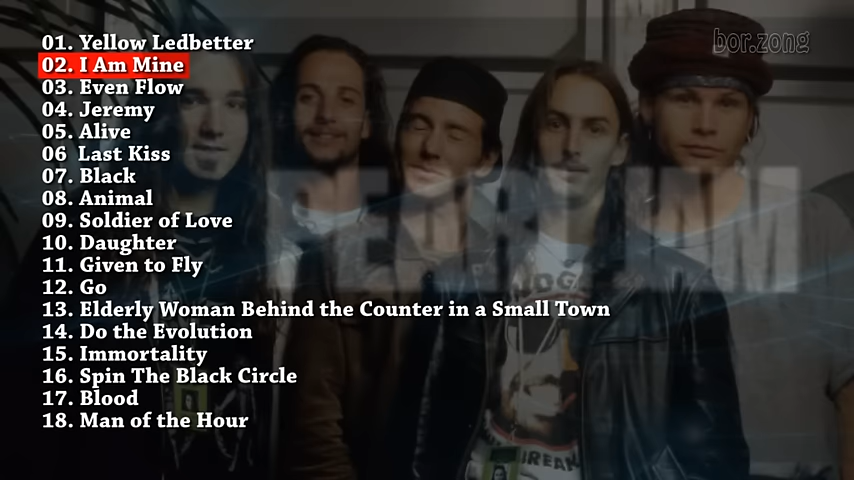 bor.zong
01. Yellow Ledbetter
02. I Am Mine
03. Even Flow
04. Jeremy
05. Alive
06 Last Kiss
07. Black
08. Animal
09. Soldier of Love
10. Daughter
11. Given to Fly
12. Go
13. Elderly Woman Behind the Counter in a Small Town
14. Do the Evolution
15. Immortality
16. Spin The Black Circle
17. Blood
18. Man of the Hour
PEARL JAM